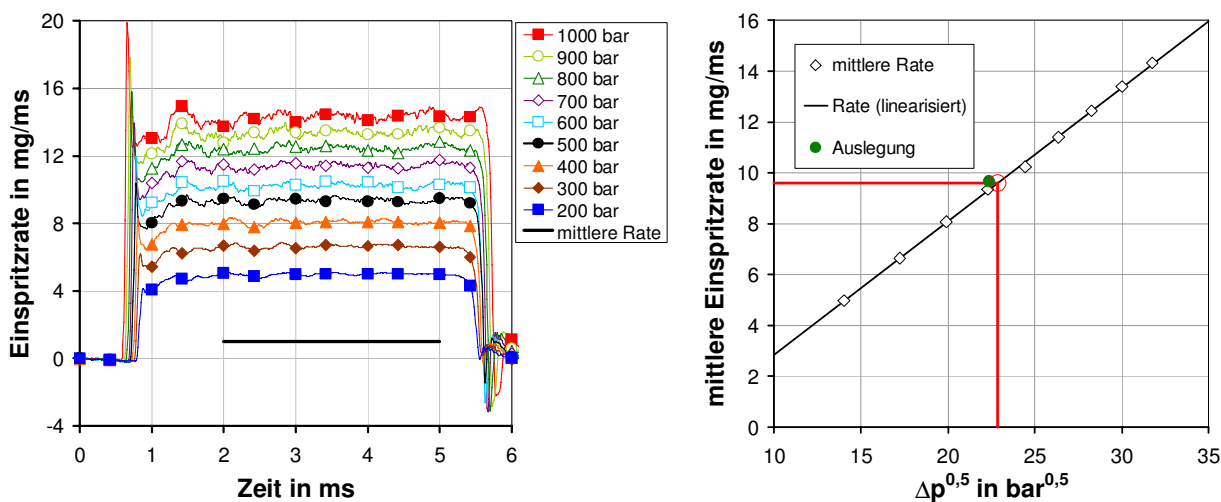 Einspritzrate in mg/ms
20
16
12
8
4
0
-4
0 1 2 3 4 5 6
Zeit in ms
1000 bar
900 bar
800 bar
700 bar
600 bar
500 bar
400 bar
300 bar
200 bar
mittlere Rate
mittlere Einspritzrate in mg/ms
16
14
12
10
8
6
4
2
0
mittlere Rate
Rate (linearisiert)
Auslegung
10 15 20 25 30 35
Δp^0,5 in bar^0,5